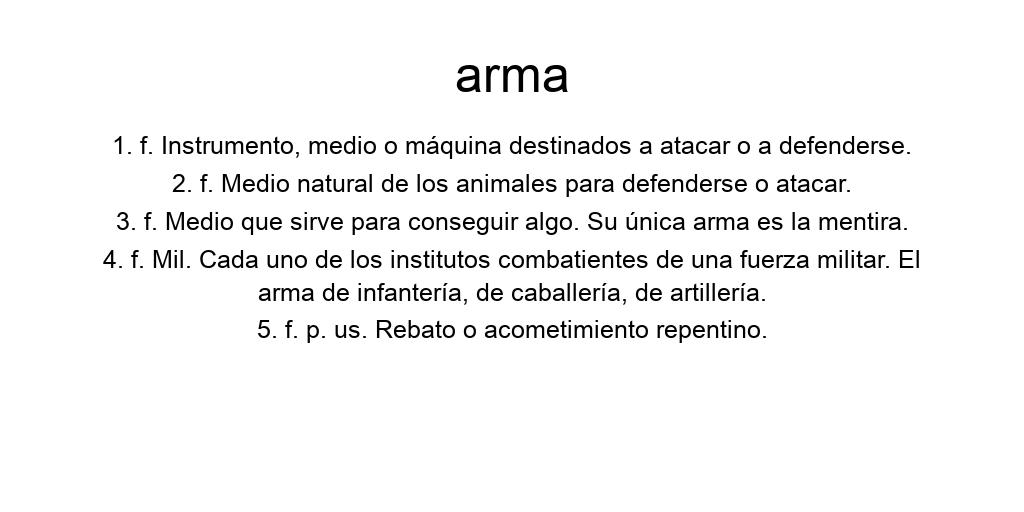 arma
1. f. Instrumento, medio o máquina destinados a atacar o a defenderse.
2. f. Medio natural de los animales para defenderse o atacar.
3. f. Medio que sirve para conseguir algo. Su única arma es la mentira.
4. f. Mil. Cada uno de los institutos combatientes de una fuerza militar. El
arma de infantería, de caballería, de artillería.
5. f. p. us. Rebato o acometimiento repentino.